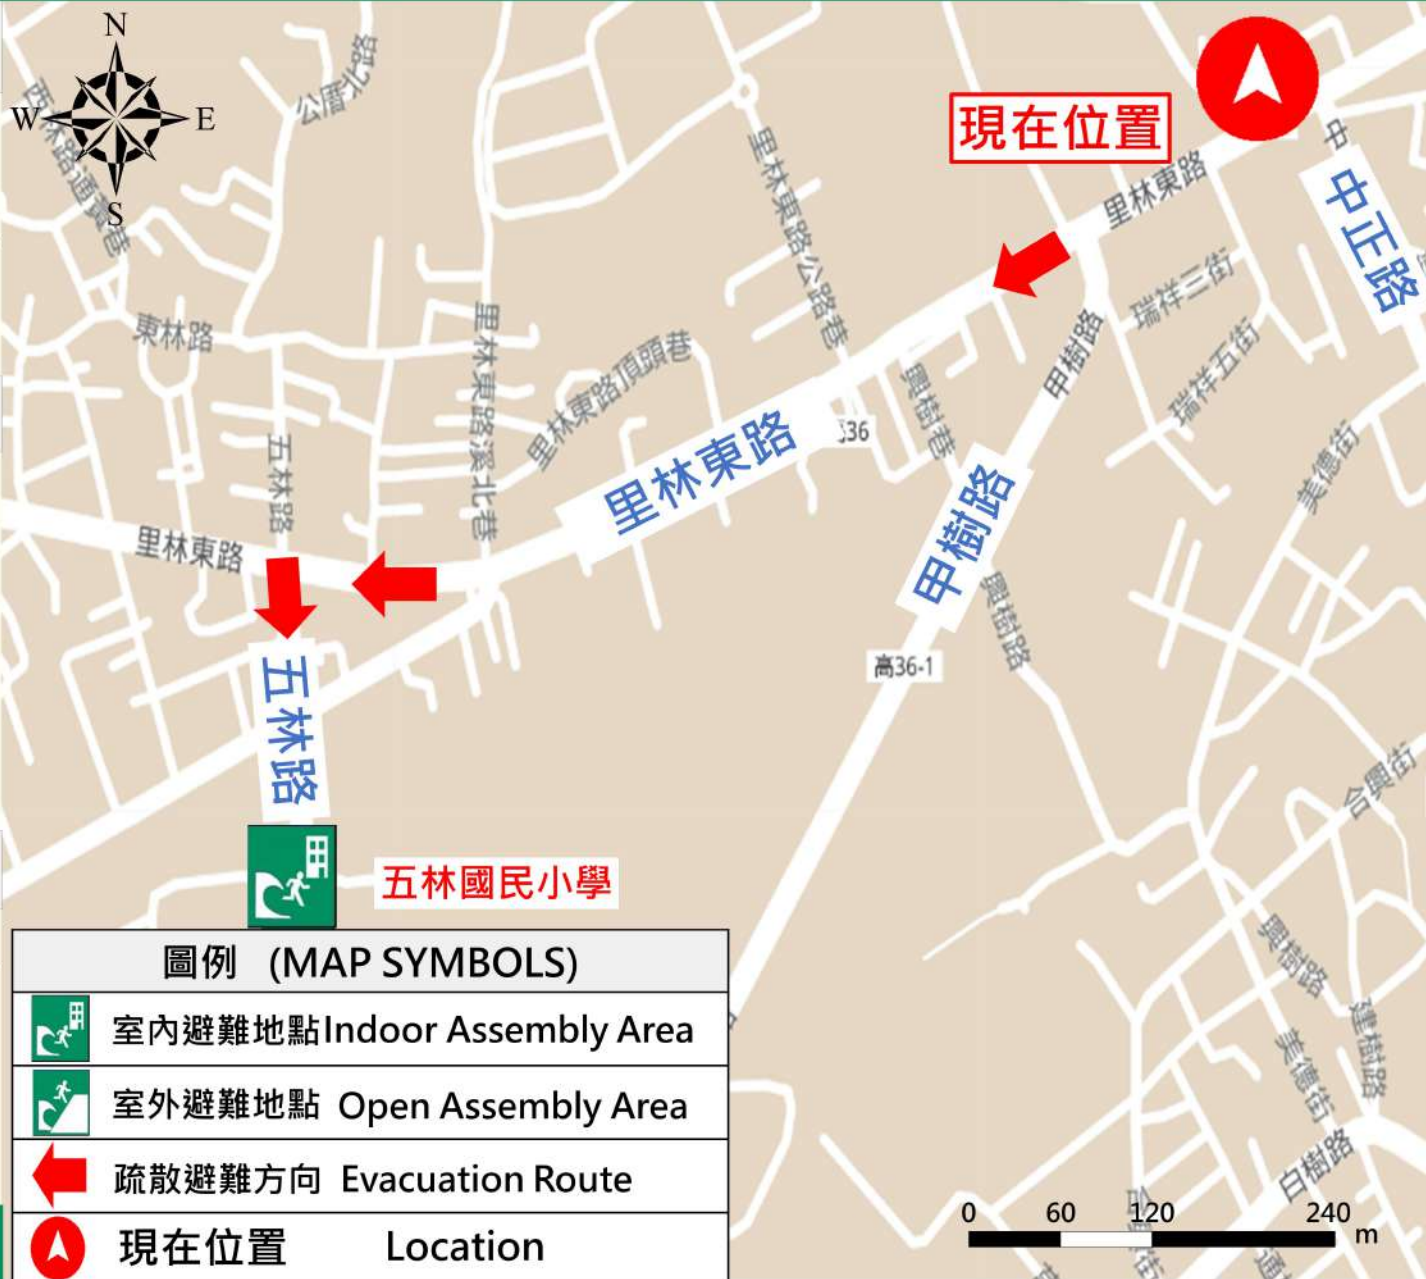 N
W
E
S
西林路通賓巷
公厝北路
現在位置
里林東路
中
中正路
里林東路公路巷
瑞祥三街
瑞祥五街
東林路
里林東路溪北巷
里林東路頂頭巷
甲樹路
興樹巷
36
里林東路
五林路
里林東路
甲樹路
美德街
興樹路
高36-1
五林路
合興街
五林國民小學
興樹路
建樹路
美德街
白樹路
圖例 (MAP SYMBOLS)
室內避難地點Indoor Assembly Area
室外避難地點 Open Assembly Area
疏散避難方向 Evacuation Route
現在位置 Location
0 60 120 240 m